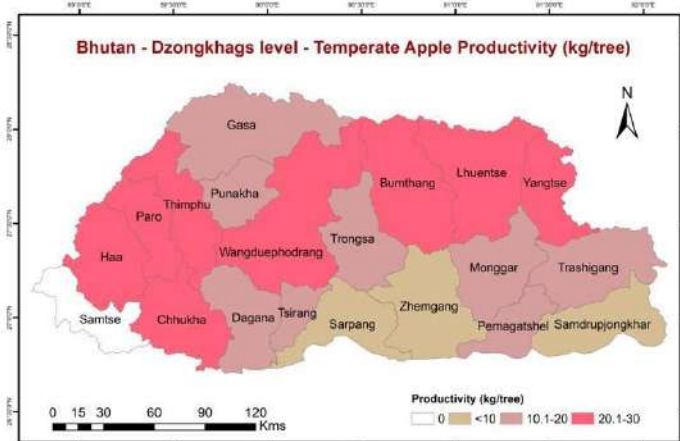 Bhutan - Dzongkhags level - Temperate Apple Productivity (kg/tree)
N
Gasa
Punakha
Thimphu
Paro
Haa
Wangduephodrang
Bumthang
Lhuentse
Yangtse
Trongsa
Monggar
Trashigang
Samtse
Chhukha
Dagana
Tsirang
Sarpang
Zhemgang
Pemagatshel
Samdrupjongkhar
Productivity (kg/tree)
0 <10 10.1-20 20.1-30
0 15 30 60 90 120
Kms